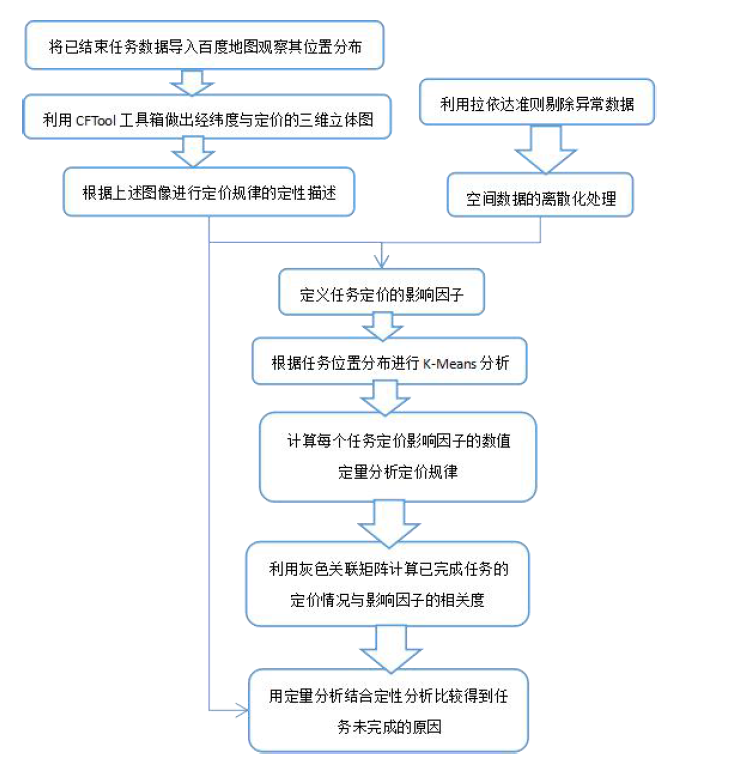 将已结束任务数据导入百度地图观察其位置分布
利用 CFTool 工具箱做出经纬度与定价的三维立体图
根据上述图像进行定价规律的定性描述
利用拉依达准则剔除异常数据
空间数据的离散化处理
定义任务定价的影响因子
根据任务位置分布进行 K-Means 分析
计算每个任务定价影响因子的数值
定量分析定价规律
利用灰色关联矩阵计算已完成任务的
定价情况与影响因子的相关度
用定量分析结合定性分析比较得到任
务未完成的原因